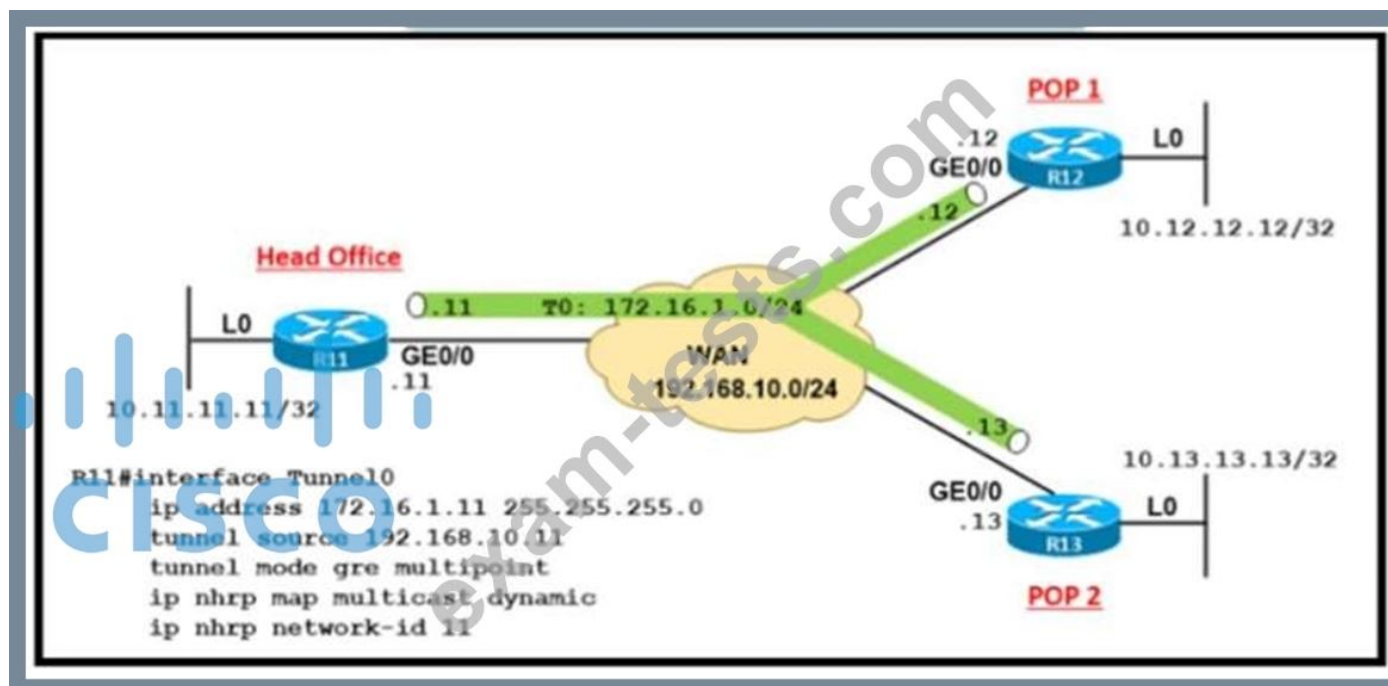 POP 1
.12
GE0/0
R12
L0
.12
10.12.12.12/32
Head Office
.11
T0: 172.16.1.0/24
L0
R11
GE0/0
.11
WAN
192.168.10.0/24
10.11.11.11/32
.13
10.13.13.13/32
GE0/0
.13
R13
L0
POP 2
R11#interface Tunnel0
ip address 172.16.1.11 255.255.255.0
tunnel source 192.168.10.11
tunnel mode gre multipoint
ip nhrp map multicast dynamic
ip nhrp network-id 11
CISCO
exam-tests.com